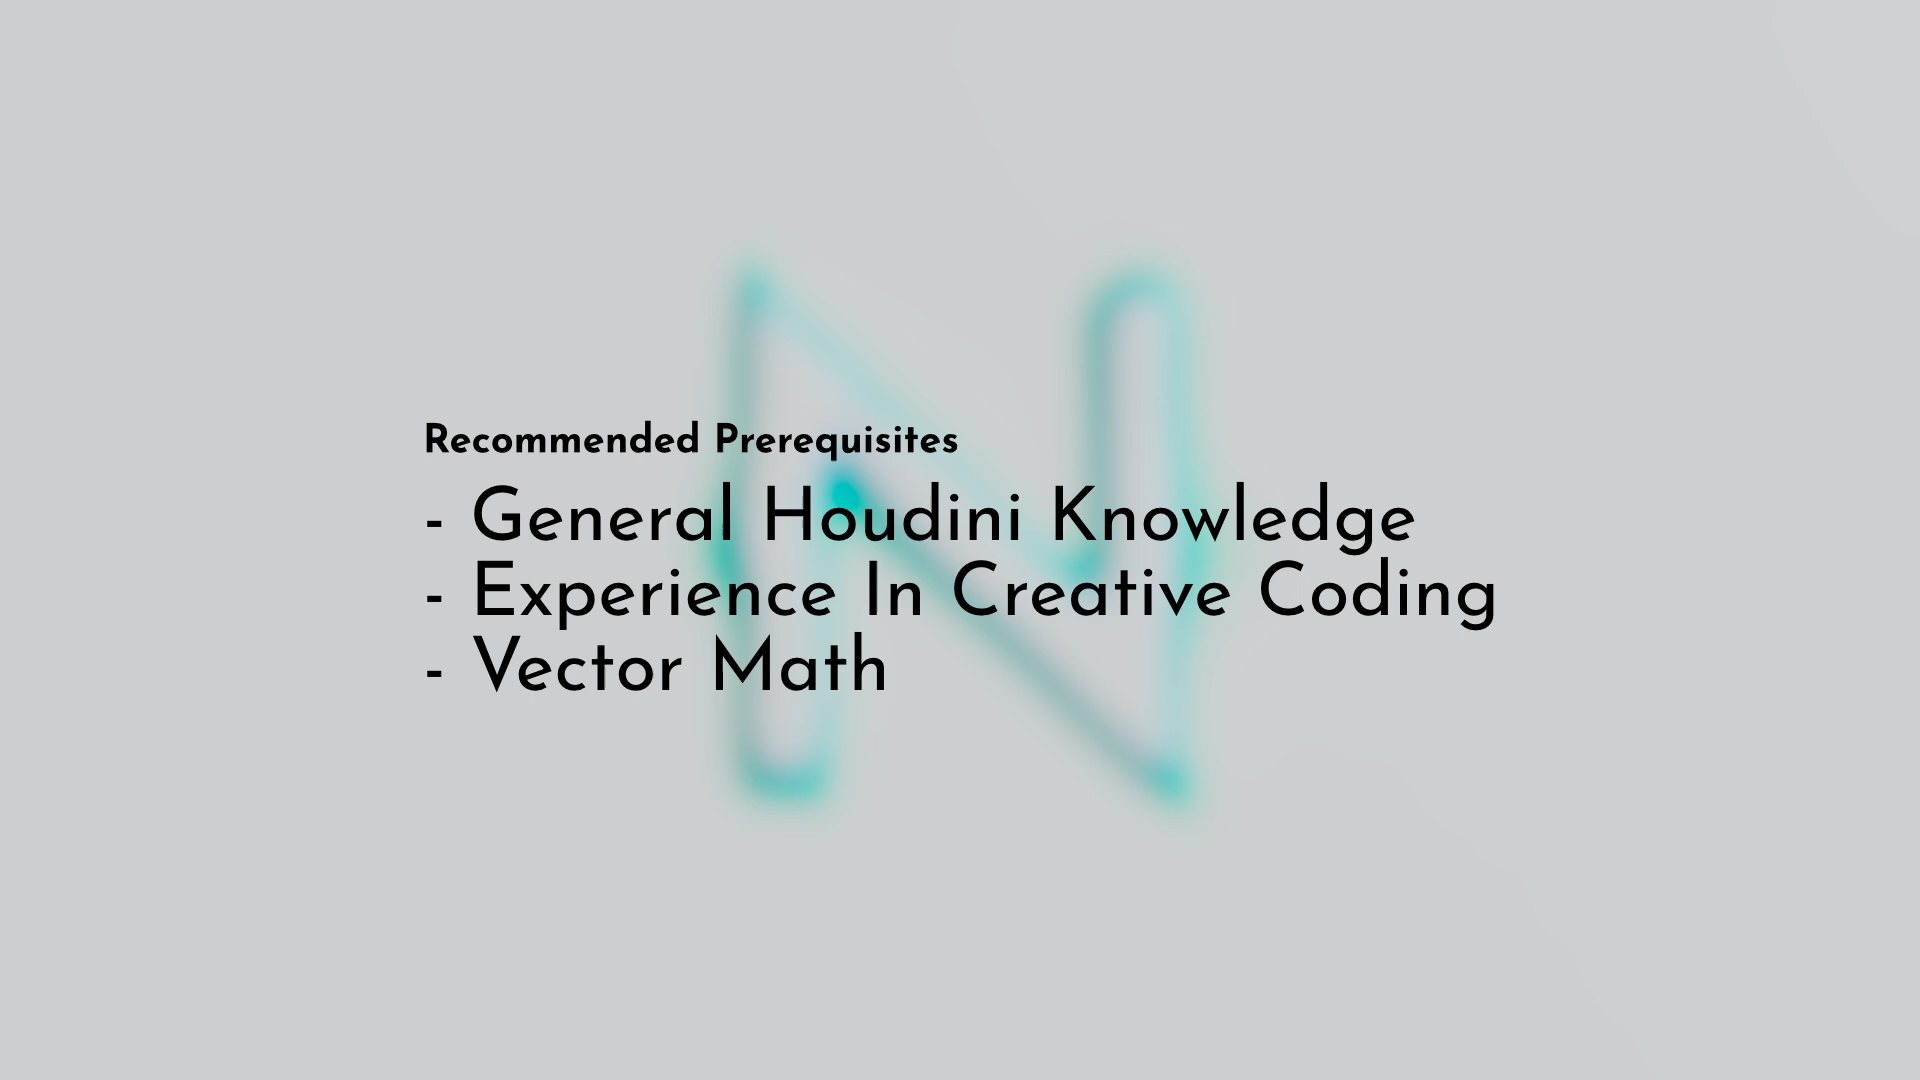 Recommended Prerequisites
- General Houdini Knowledge
- Experience In Creative Coding
- Vector Math